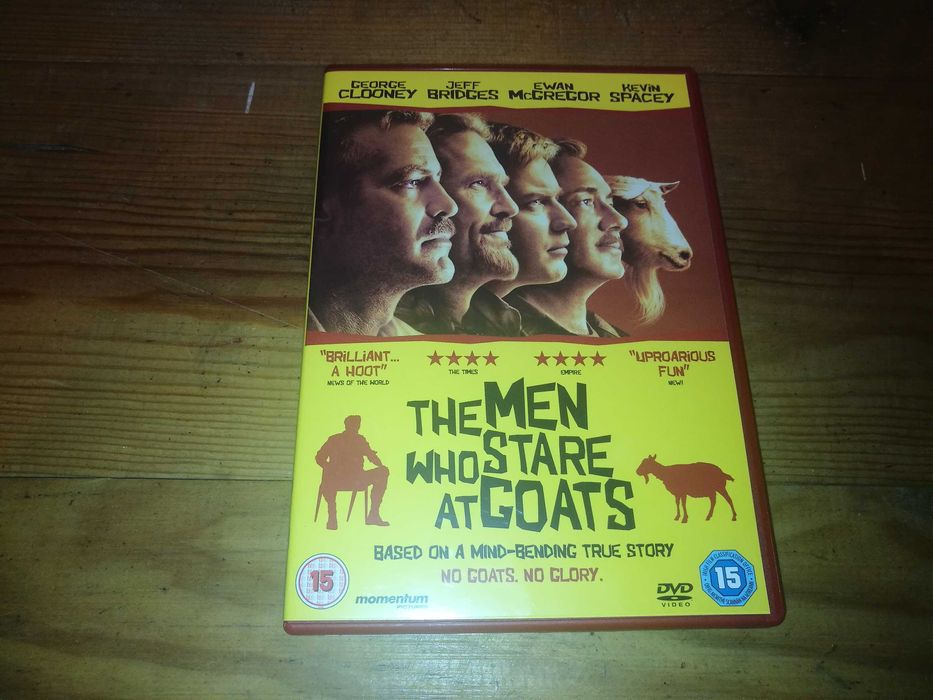 GEORGE CLOONEY
JEFF BRIDGES
EWAN McGREGOR
KEVIN SPACEY
"BRILLIANT...
A HOOT"
NEWS OF THE WORLD
THE TIMES
EMPIRE
"UPROARIOUS
FUN"
NEW!
THE MEN
WHO STARE
AT GOATS
BASED ON A MIND-BENDING TRUE STORY
NO GOATS. NO GLORY.
15
momentum
PICTURES
DVD
VIDEO
15